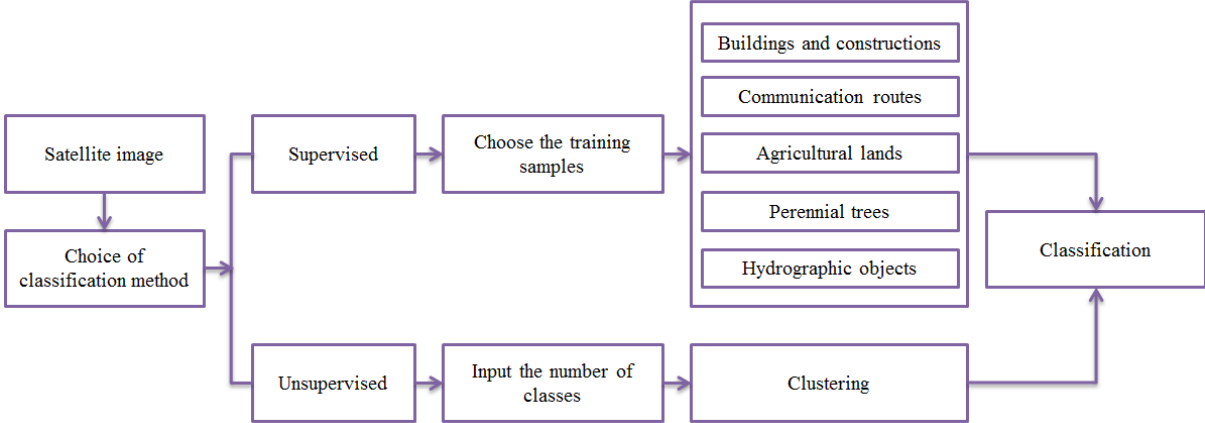 Satellite image
Choice of
classification method
Supervised
Choose the training
samples
Buildings and constructions
Communication routes
Agricultural lands
Perennial trees
Hydrographic objects
Unsupervised
Input the number of
classes
Clustering
Classification